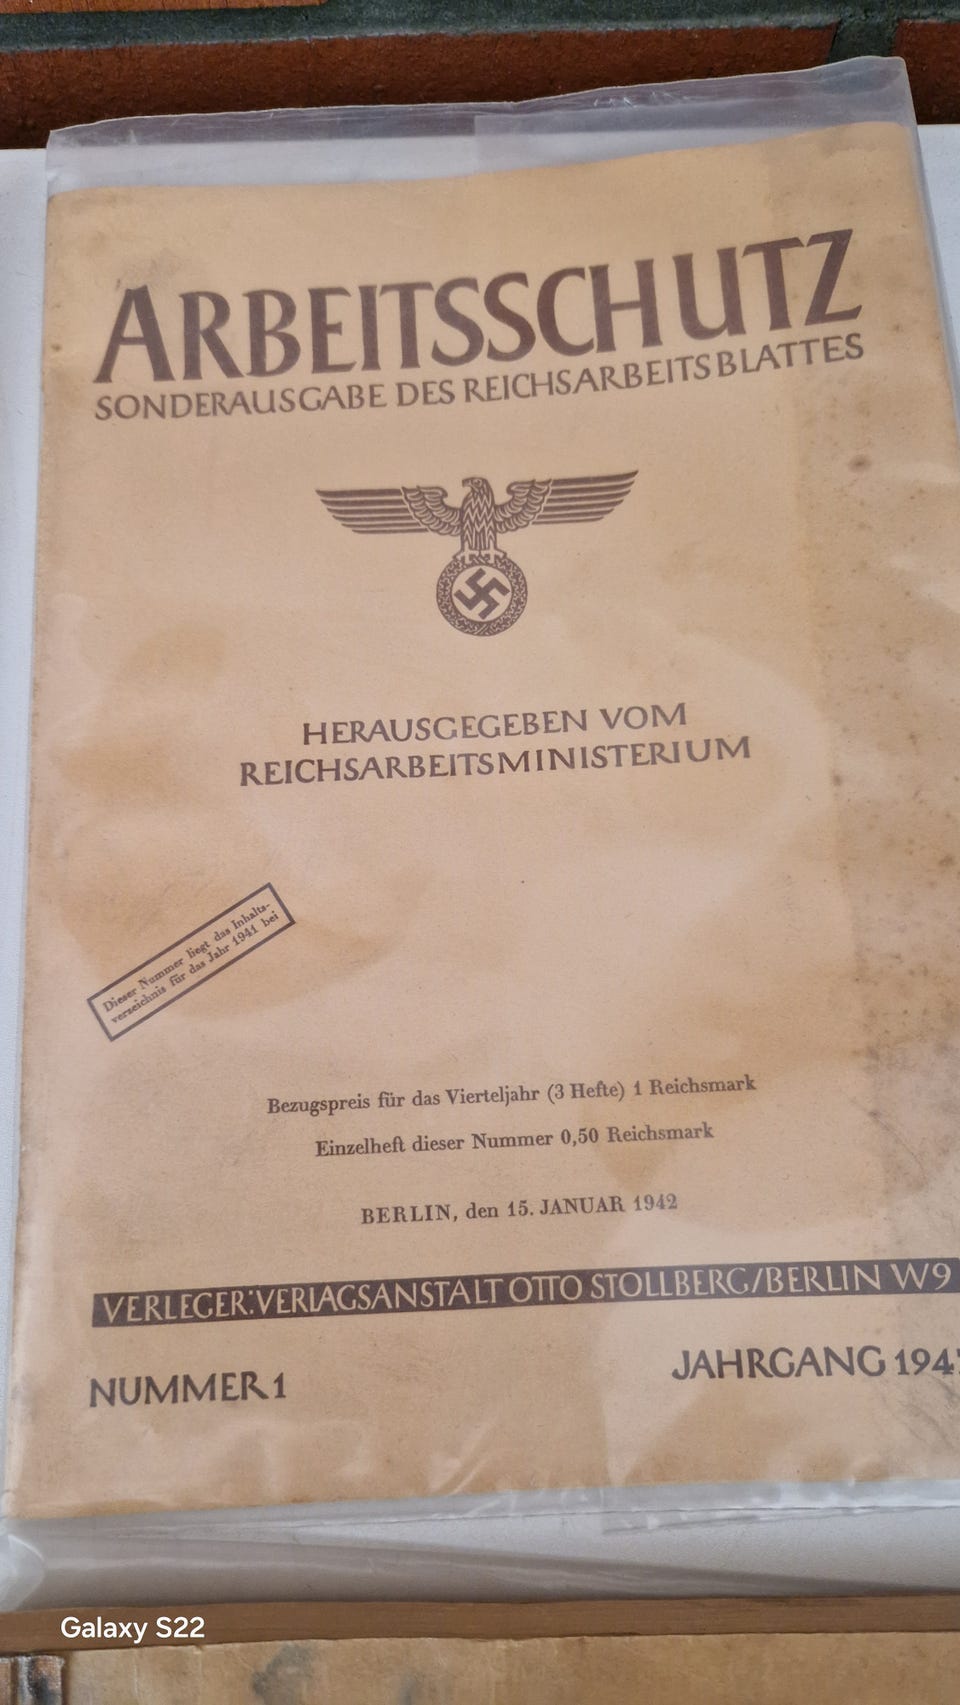 ARBEITSSCHUTZ
SONDERAUSGABE DES REICHSARBEITSBLATTES
HERAUSGEGEBEN VOM
REICHSARBEITSMINISTERIUM
Dieser Nummer liegt das Inhalts-
verzeichnis für das Jahr 1941 bei
Bezugspreis für das Vierteljahr (3 Hefte) 1 Reichsmark
Einzelheft dieser Nummer 0,50 Reichsmark
BERLIN, den 15. JANUAR 1942
VERLEGER: VERLAGSANSTALT OTTO STOLLBERG/BERLIN W9
NUMMER 1
JAHRGANG
Galaxy S22